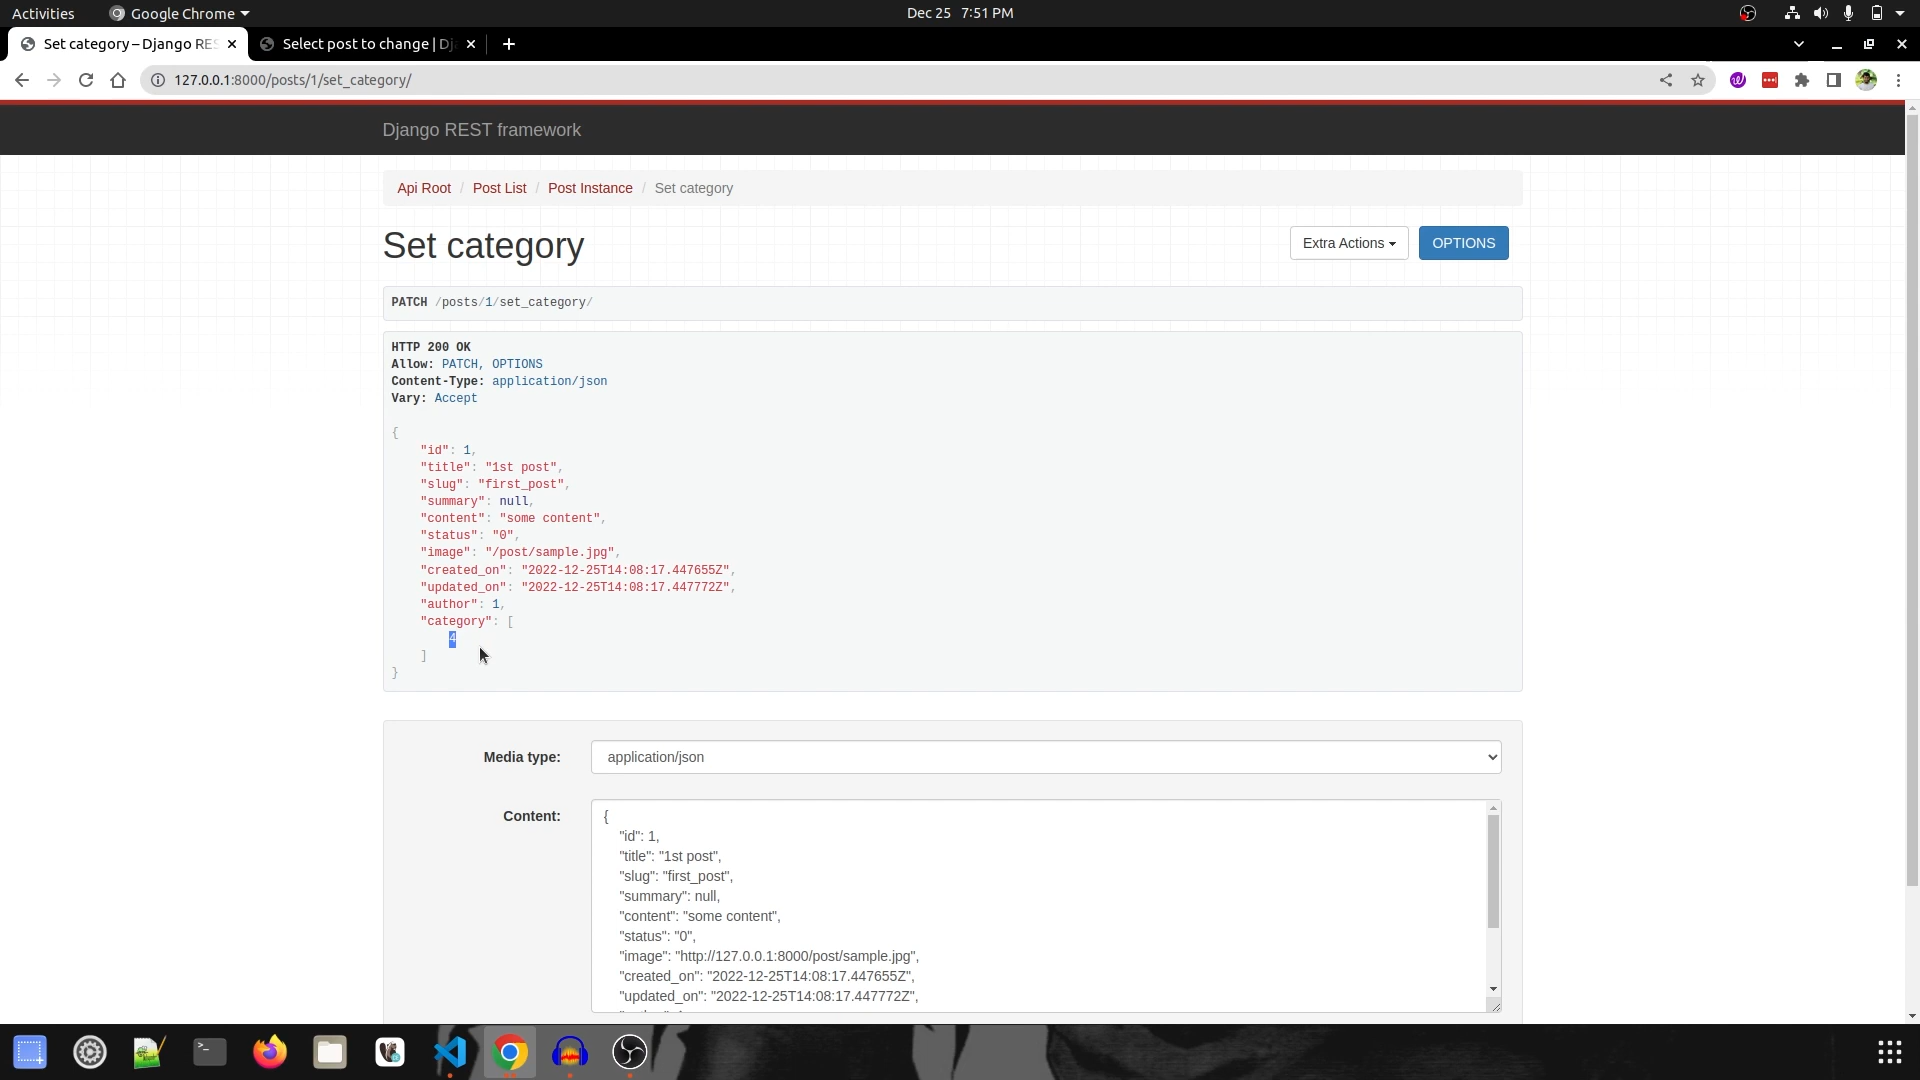 Activities
Google Chrome
Dec 25 7:51 PM
Set category – Django RES
Select post to change | Dj
127.0.0.1:8000/posts/1/set_category/
Django REST framework
Api Root / Post List / Post Instance / Set category
Set category
Extra Actions
OPTIONS
PATCH /posts/1/set_category/
HTTP 200 OK
Allow: PATCH, OPTIONS
Content-Type: application/json
Vary: Accept
{
"id": 1,
"title": "1st post",
"slug": "first_post",
"summary": null,
"content": "some content",
"status": "0",
"image": "/post/sample.jpg",
"created_on": "2022-12-25T14:08:17.447655Z",
"updated_on": "2022-12-25T14:08:17.447772Z",
"author": 1,
"category": [
4
]
}
Media type:
application/json
Content:
{
"id": 1,
"title": "1st post",
"slug": "first_post",
"summary": null,
"content": "some content",
"status": "0",
"image": "http://127.0.0.1:8000/post/sample.jpg",
"created_on": "2022-12-25T14:08:17.447655Z",
"updated_on": "2022-12-25T14:08:17.447772Z",